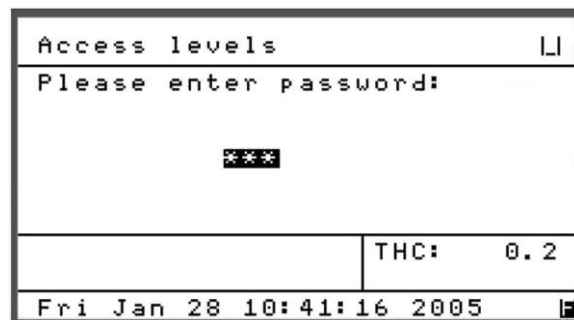 Access levels
Please enter password:
***
THC: 0.2
Fri Jan 28 10:41:16 2005